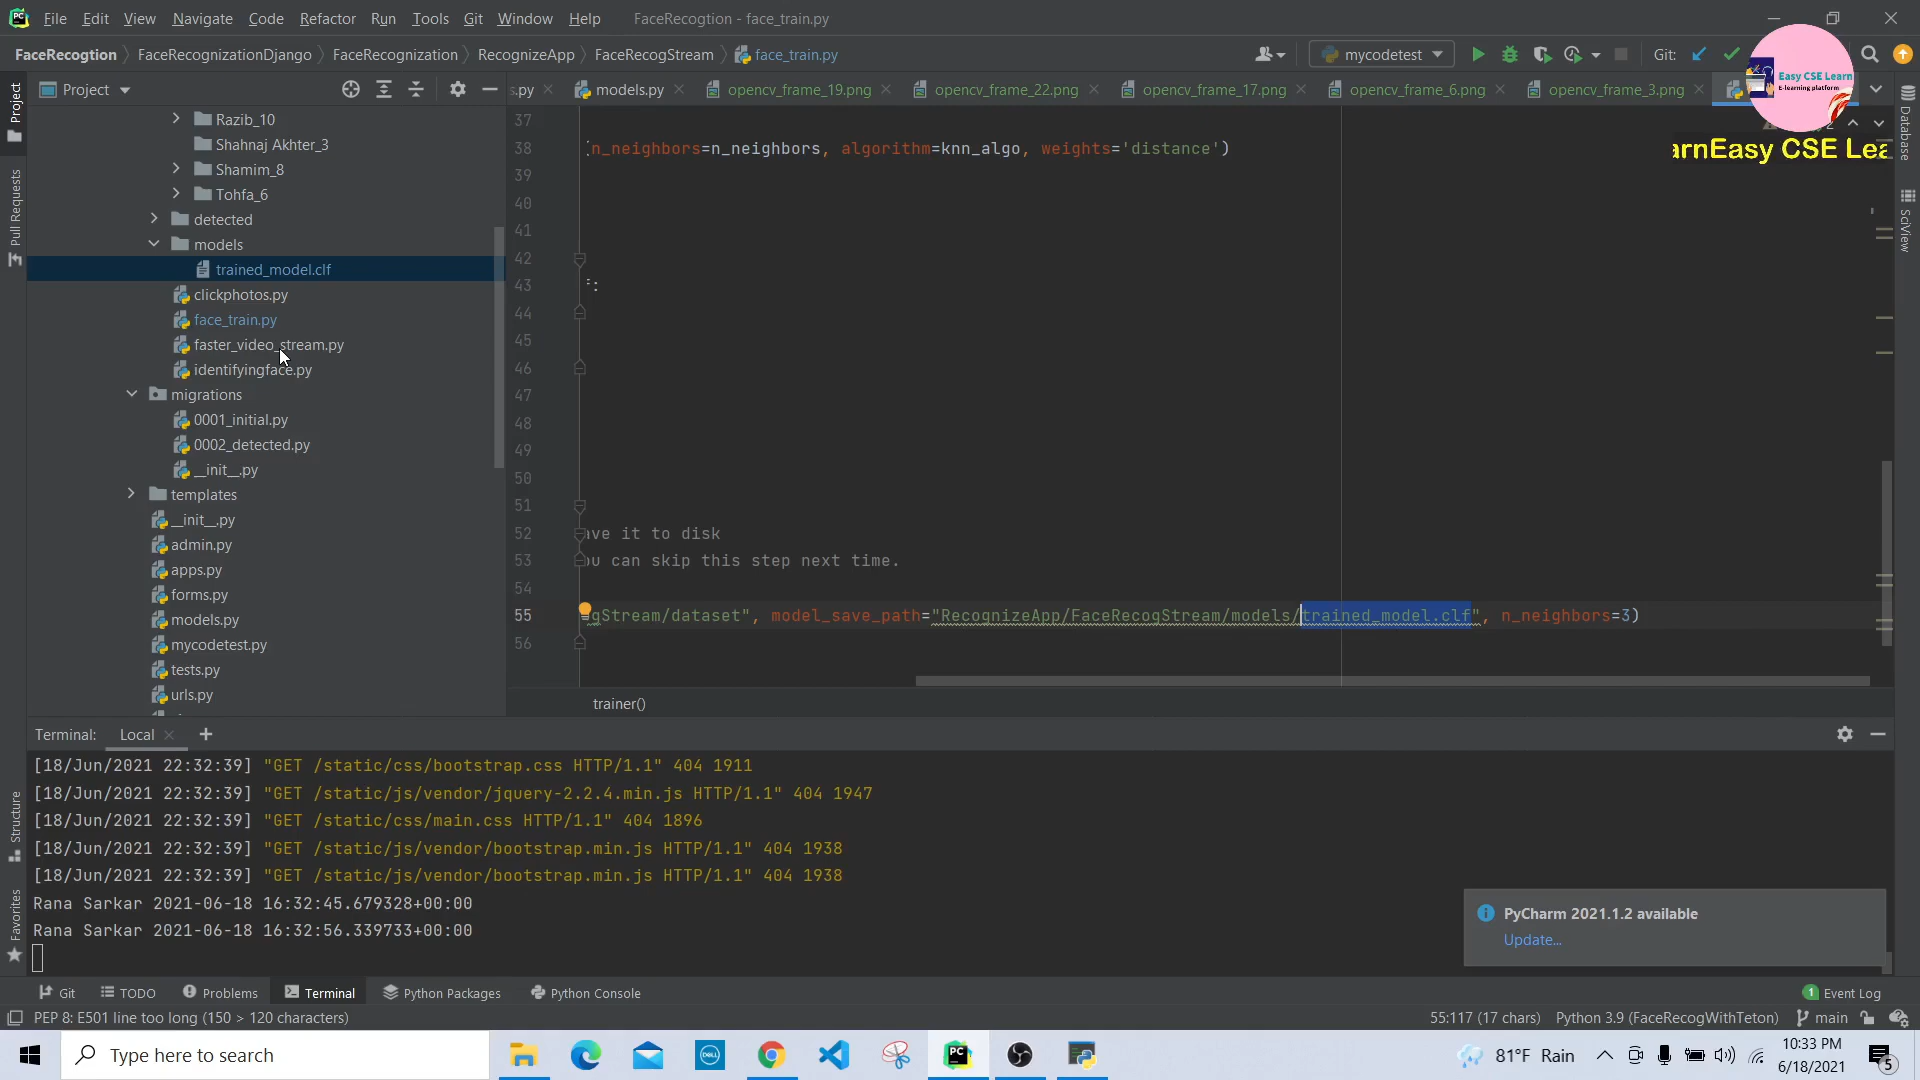 File Edit View Navigate Code Refactor Run Tools Git Window Help FaceRecogtion - face_train.py
FaceRecogtion FaceRecognizationDjango FaceRecognization RecognizeApp FaceRecogStream face_train.py mycodetest Git:
Easy CSE Learn
E-learning platform
Project
s.py models.py opencv_frame_19.png opencv_frame_22.png opencv_frame_17.png opencv_frame_6.png opencv_frame_3.png
arnEasy CSE Lea
Project
Pull Requests
Structure
Favorites
Database
SciView
Razib_10
Shahnaj Akhter_3
Shamim_8
Tohfa_6
detected
models
trained_model.clf
clickphotos.py
face_train.py
faster_video_stream.py
identifyingface.py
migrations
0001_initial.py
0002_detected.py
__init__.py
templates
__init__.py
admin.py
apps.py
forms.py
models.py
mycodetest.py
tests.py
urls.py
37
38 n_neighbors=n_neighbors, algorithm=knn_algo, weights='distance')
39
40
41
42
43 :
44
45
46
47
48
49
50
51
52 ave it to disk
53 ou can skip this step next time.
54
55 gStream/dataset", model_save_path="RecognizeApp/FaceRecogStream/models/trained_model.clf", n_neighbors=3)
56
trainer()
Terminal: Local
[18/Jun/2021 22:32:39] "GET /static/css/bootstrap.css HTTP/1.1" 404 1911
[18/Jun/2021 22:32:39] "GET /static/js/vendor/jquery-2.2.4.min.js HTTP/1.1" 404 1947
[18/Jun/2021 22:32:39] "GET /static/css/main.css HTTP/1.1" 404 1896
[18/Jun/2021 22:32:39] "GET /static/js/vendor/bootstrap.min.js HTTP/1.1" 404 1938
[18/Jun/2021 22:32:39] "GET /static/js/vendor/bootstrap.min.js HTTP/1.1" 404 1938
Rana Sarkar 2021-06-18 16:32:45.679328+00:00
Rana Sarkar 2021-06-18 16:32:56.339733+00:00
PyCharm 2021.1.2 available
Update...
Git TODO Problems Terminal Python Packages Python Console 1 Event Log
PEP 8: E501 line too long (150 > 120 characters) 55:117 (17 chars) Python 3.9 (FaceRecogWithTeton) main
Type here to search DELL PC 81°F Rain 10:33 PM
6/18/2021 5